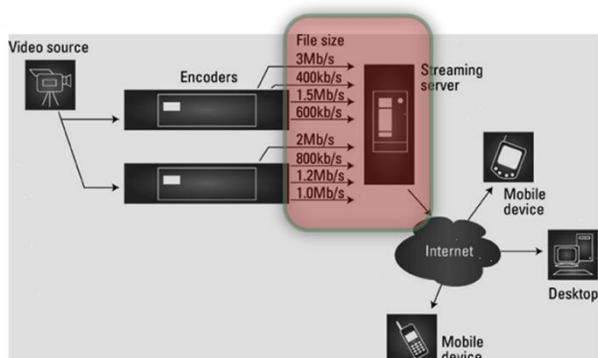 Video source
Encoders
File size
3Mb/s
400kb/s
1.5Mb/s
600kb/s
2Mb/s
800kb/s
1.2Mb/s
1.0Mb/s
Streaming
server
Mobile
device
Internet
Desktop
Mobile
device